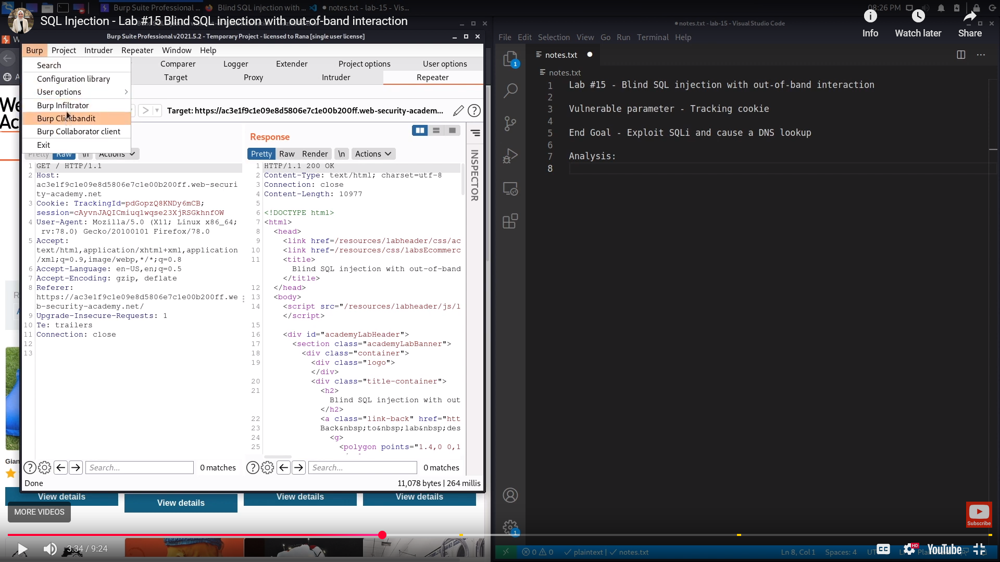 Burp Suite Professional ...
Blind SQL injection with ...
● notes.txt - lab-15 - Vis...
08:26 PM
SQL Injection - Lab #15 Blind SQL injection with out-of-band interaction
Info
Watch later
Share
Burp Suite Professional v2021.5.2 - Temporary Project - licensed to Rana [single user license]
Burp Project Intruder Repeater Window Help
Search
Configuration library
User options
Burp Infiltrator
Burp Clickbandit
Burp Collaborator client
Exit
Comparer Logger Extender Project options User options
Target Proxy Intruder Repeater
Target: https://ac3e1f9c1e09e8d5806e7c1e00b200ff.web-security-academ...
Pretty Raw \n Actions
1 GET / HTTP/1.1
2 Host:
ac3e1f9c1e09e8d5806e7c1e00b200ff.web-securi
ty-academy.net
3 Cookie: TrackingId=pdGopzQ8KNDy6mCB;
session=cAyvnJAQICmiuq1wqse23XjRSGkhnfOW
4 User-Agent: Mozilla/5.0 (X11; Linux x86_64;
rv:78.0) Gecko/20100101 Firefox/78.0
5 Accept:
text/html,application/xhtml+xml,application
/xml;q=0.9,image/webp,*/*;q=0.8
6 Accept-Language: en-US,en;q=0.5
7 Accept-Encoding: gzip, deflate
8 Referer:
https://ac3e1f9c1e09e8d5806e7c1e00b200ff.we
b-security-academy.net/
9 Upgrade-Insecure-Requests: 1
10 Te: trailers
11 Connection: close
12
13
Search... 0 matches
Response
Pretty Raw Render \n Actions
1 HTTP/1.1 200 OK
2 Content-Type: text/html; charset=utf-8
3 Connection: close
4 Content-Length: 10977
5
6 <!DOCTYPE html>
7 <html>
8 <head>
9 <link href=/resources/labheader/css/ac
10 <link href=/resources/css/labsEcommerc
11 <title>
Blind SQL injection with out-of-band
</title>
12 </head>
13 <body>
14 <script src="/resources/labheader/js/l
</script>
15
16 <div id="academyLabHeader">
17 <section class="academyLabBanner">
18 <div class="container">
19 <div class="logo">
</div>
20 <div class="title-container">
21 <h2>
Blind SQL injection with out
</h2>
22 <a class="link-back" href="htt
23 Back&nbsp;to&nbsp;lab&nbsp;des
24 <g>
25 <polygon points="1.4,0 0,1
Search... 0 matches
INSPECTOR
Done
11,078 bytes | 264 millis
We
Ac
Gian
View details
View details
View details
View details
MORE VIDEOS
3:34 / 9:24
● notes.txt - lab-15 - Visual Studio Code
File Edit Selection View Go Run Terminal Help
1
notes.txt ●
notes.txt
1 Lab #15 - Blind SQL injection with out-of-band interaction
2
3 Vulnerable parameter - Tracking cookie
4
5 End Goal - Exploit SQLi and cause a DNS lookup
6
7 Analysis:
8
1
Subscribe
0 0 plaintext | notes.txt
Ln 8, Col 1 Spaces: 4
CC
HD
YouTube